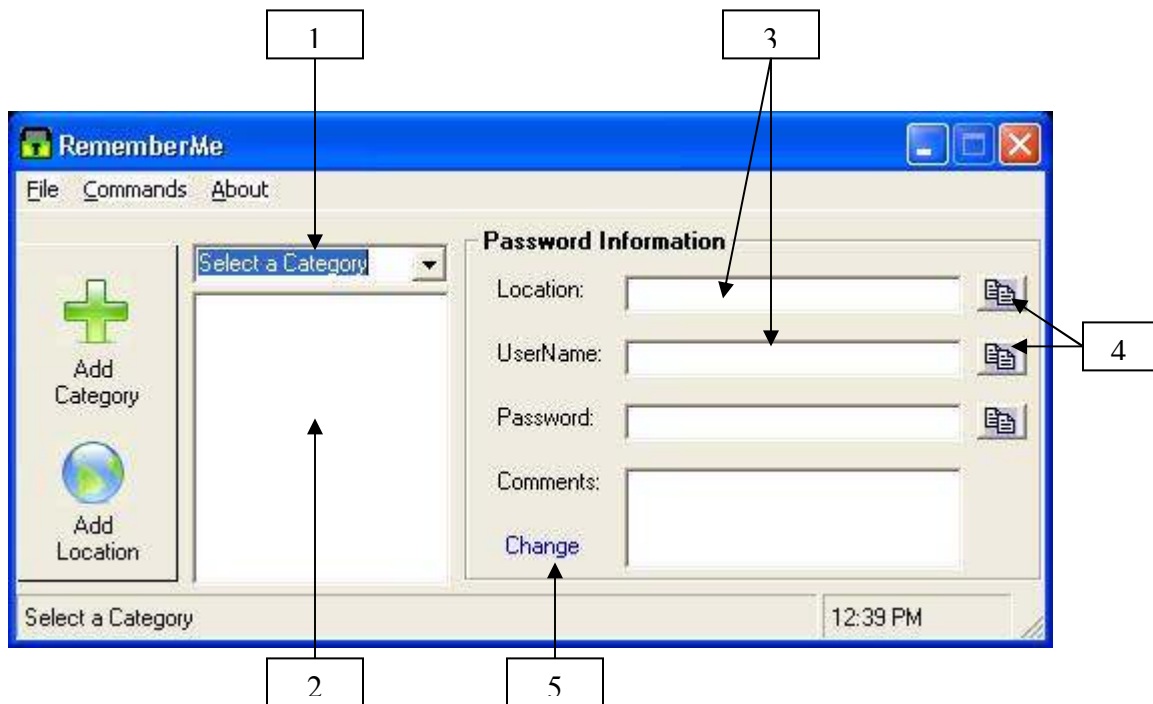 1
3
RememberMe
File Commands About
Select a Category
Password Information
Location:
4
UserName:
Add
Category
Password:
Comments:
Add
Location
Change
Select a Category
12:39 PM
2
5